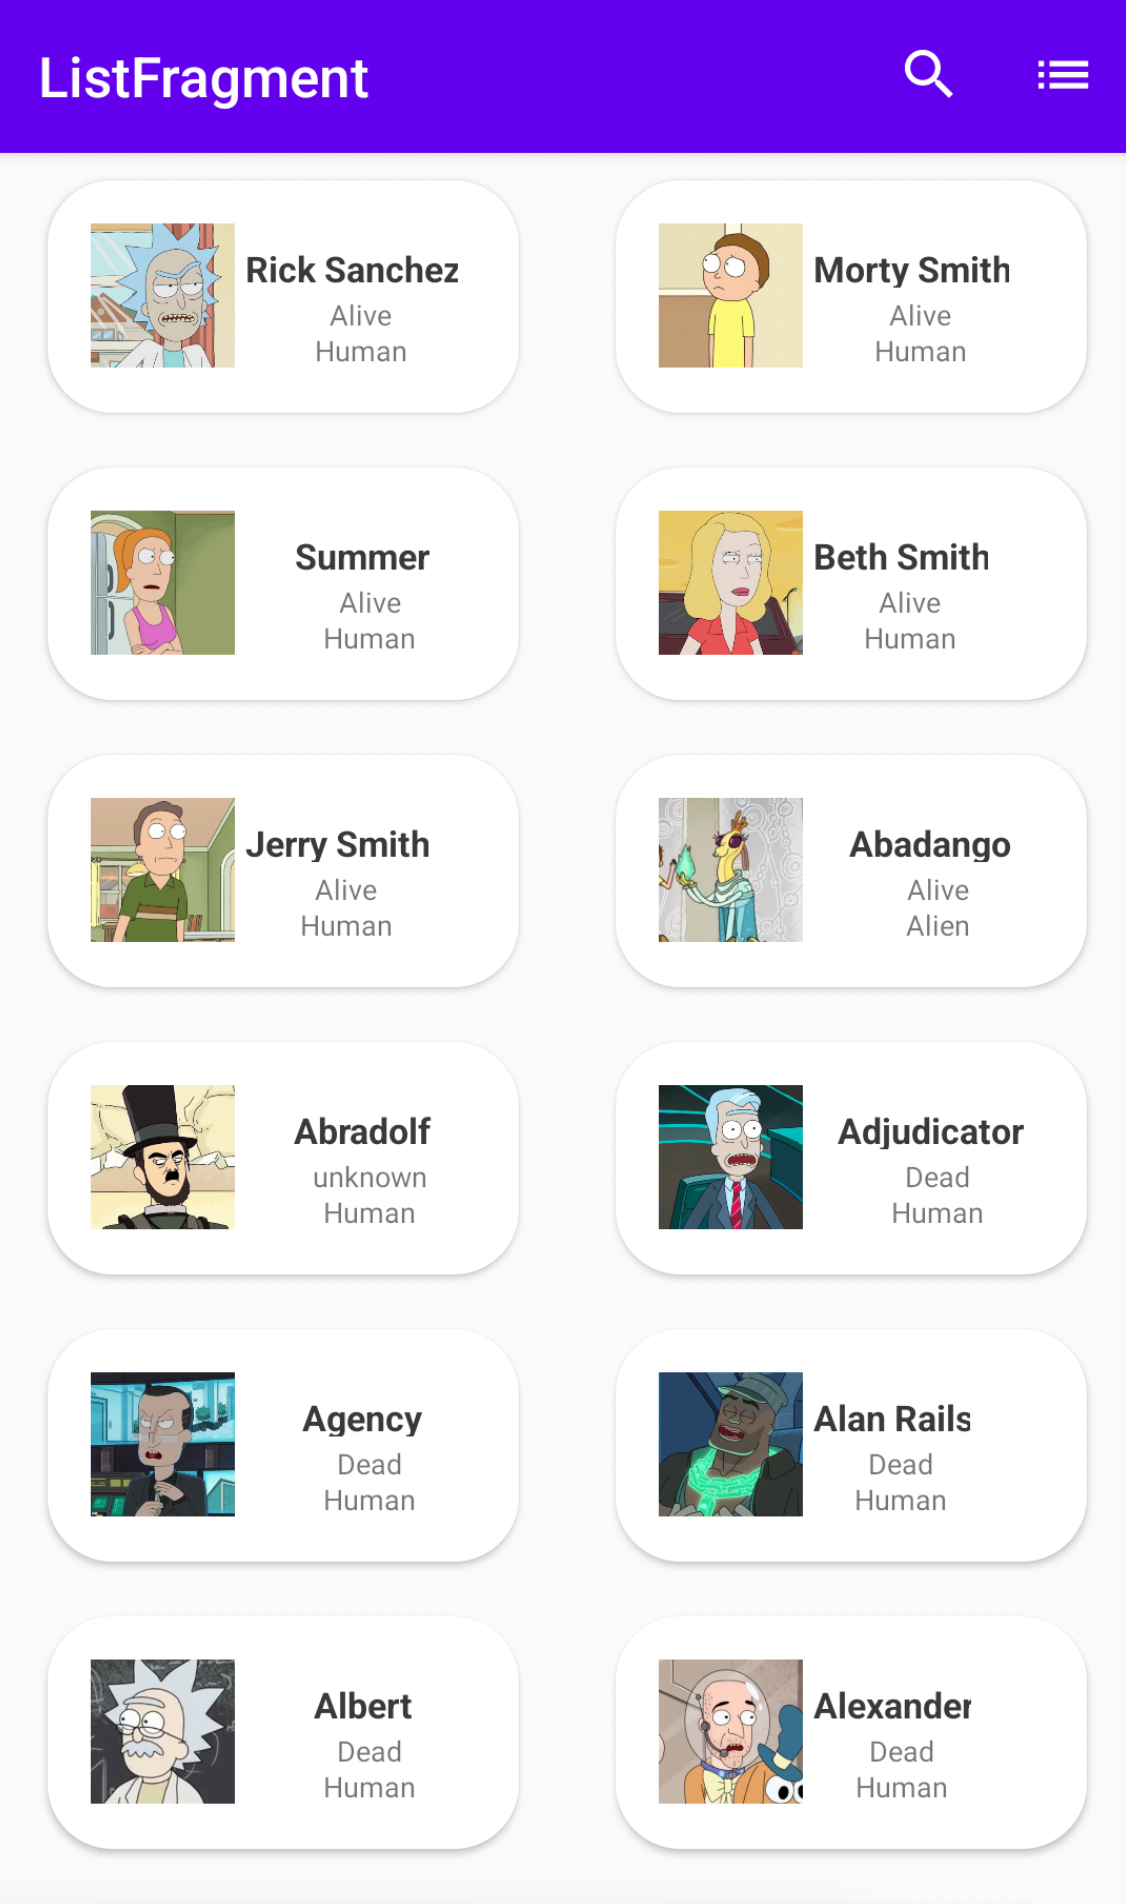 ListFragment
Rick Sanchez
Alive
Human
Morty Smith
Alive
Human
Summer
Alive
Human
Beth Smith
Alive
Human
Jerry Smith
Alive
Human
Abadango
Alive
Alien
Abradolf
unknown
Human
Adjudicator
Dead
Human
Agency
Dead
Human
Alan Rails
Dead
Human
Albert
Dead
Human
Alexander
Dead
Human